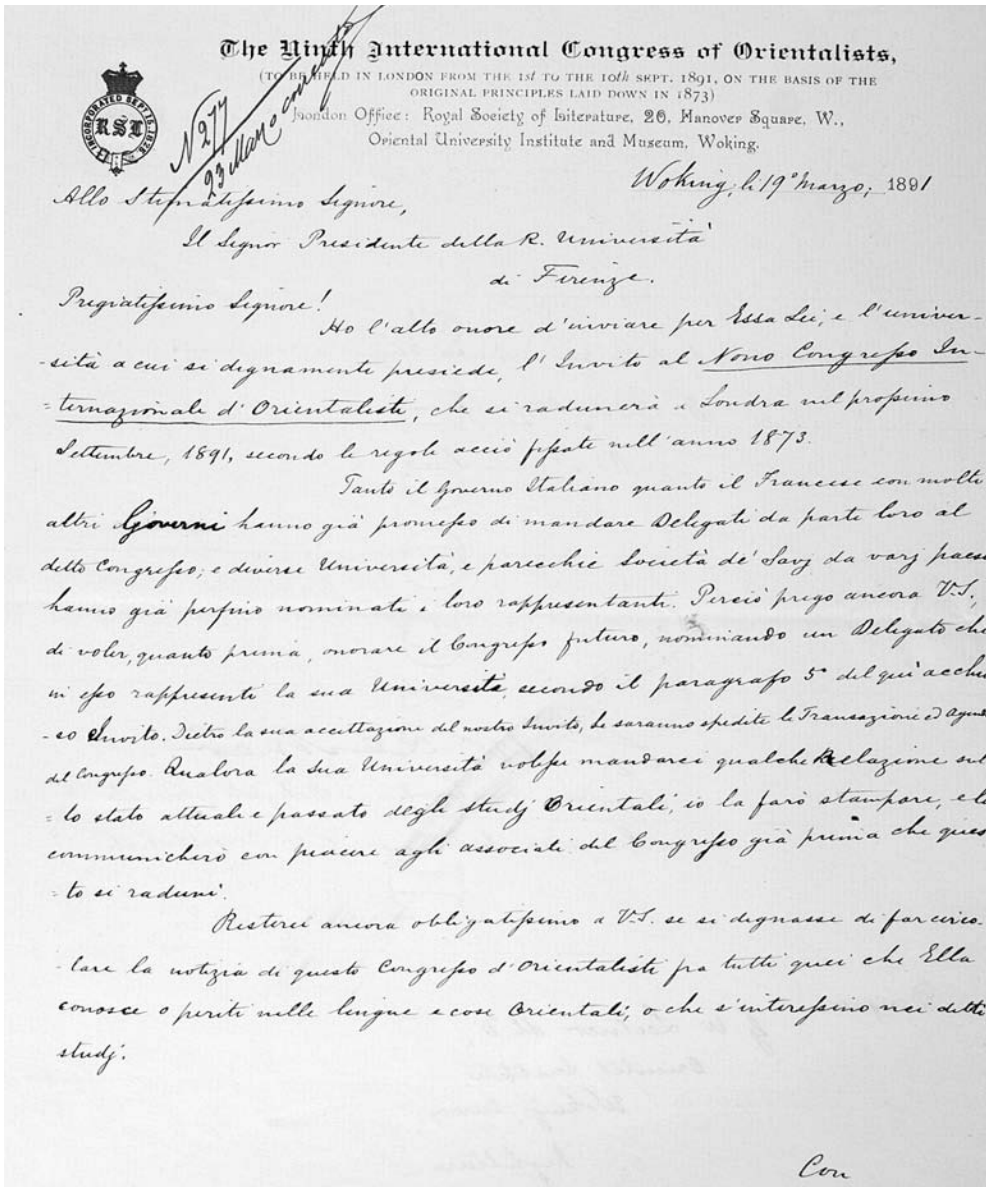 The Ninth International Congress of Orientalists,
(TO BE HELD IN LONDON FROM THE 1st TO THE 10th SEPT. 1891, ON THE BASIS OF THE
ORIGINAL PRINCIPLES LAID DOWN IN 1873)
London Office: Royal Society of Literature, 20, Hanover Square, W.,
Oriental University Institute and Museum, Woking.
INCORPORATED SEPT. 15, 1826.
RSL
N 277
23 Marzo
Woking, li 19° Marzo, 1891
Allo Stimatissimo Signore,
Il Signor Presidente della R. Università
di Firenze.
Pregiatissimo Signore!
Ho l'alto onore d'inviare per Essa Lei, e l'univer-
-sità a cui si dignamente presiede, l'Invito al Nono Congresso In-
=ternazionale d'Orientalisti, che si radunerà a Londra nel prossimo
Settembre, 1891, secondo le regole acciò fissate nell'anno 1873.
Tanto il Governo Italiano quanto il Francese con molti
altri Governi hanno già promesso di mandare Delegati da parte loro al
detto Congresso; e diverse Università, e parecchie Società de' Savj da varj paesi
hanno già perfino nominati i loro rappresentanti. Perciò prego ancora V.S.,
di voler, quanto prima, onorare il Congresso futuro, nominando un Delegato che
in esso rappresenti la sua Università, secondo il paragrafo 5° del qui acchiu
-so Invito. Dietro la sua accettazione del nostro Invito, Le saranno spedite le Transazione ed
del Congresso. Qualora la Sua Università volesse mandarci qualche Relazione sul
=lo stato attuale e passato degli studj Orientali, io la farò stampare, e la
communicherò con piacere agli associati del Congresso già prima che ques
=to si raduni.
Resterei ancora obbligatissimo a V.S. se si dignasse di far circo-
-lare la notizia di questo Congresso d'Orientalisti fra tutti quei che Ella
conosce o periti nelle lingue e cose Orientali, o che s'interessino nei detti
studj.
Con